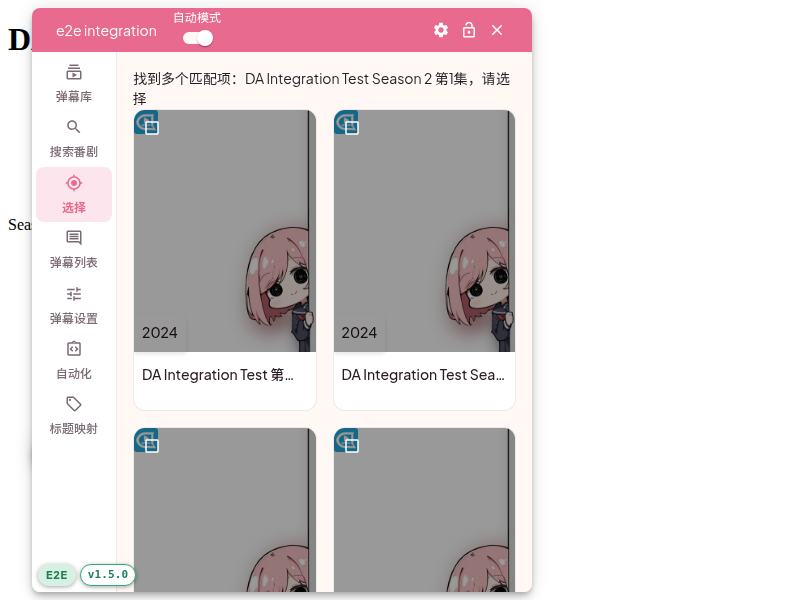 e2e integration
自动模式
弹幕库
搜索番剧
选择
弹幕列表
弹幕设置
自动化
标题映射
E2E
v1.5.0
找到多个匹配项：DA Integration Test Season 2 第1集，请选
择
2024
DA Integration Test 第…
2024
DA Integration Test Sea…